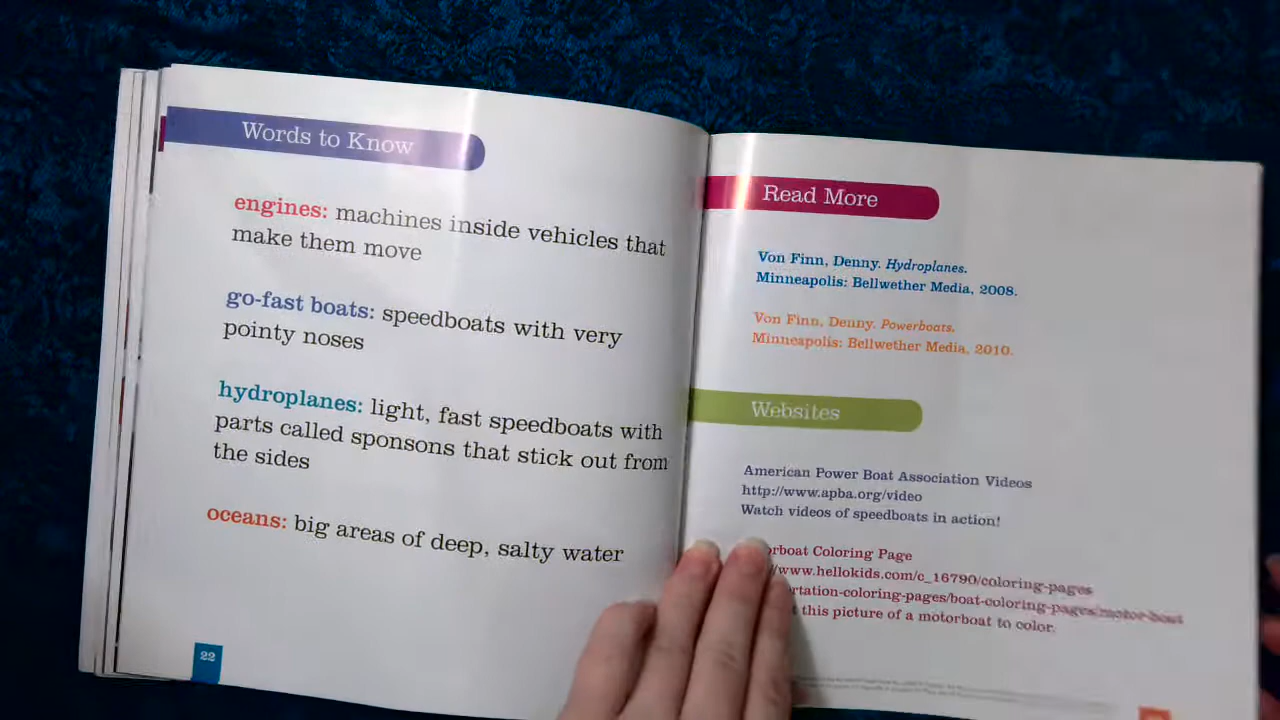 Words to Know
engines: machines inside vehicles that
make them move
go-fast boats: speedboats with very
pointy noses
hydroplanes: light, fast speedboats with
parts called sponsons that stick out from
the sides
oceans: big areas of deep, salty water
22
Read More
Von Finn, Denny. Hydroplanes.
Minneapolis: Bellwether Media, 2008.
Von Finn, Denny. Powerboats.
Minneapolis: Bellwether Media, 2010.
Websites
American Power Boat Association Videos
http://www.apba.org/video
Watch videos of speedboats in action!
orboat Coloring Page
/www.hellokids.com/c_16790/coloring-pages
rtation-coloring-pages/boat-coloring-pages/motor-boat
this picture of a motorboat to color.